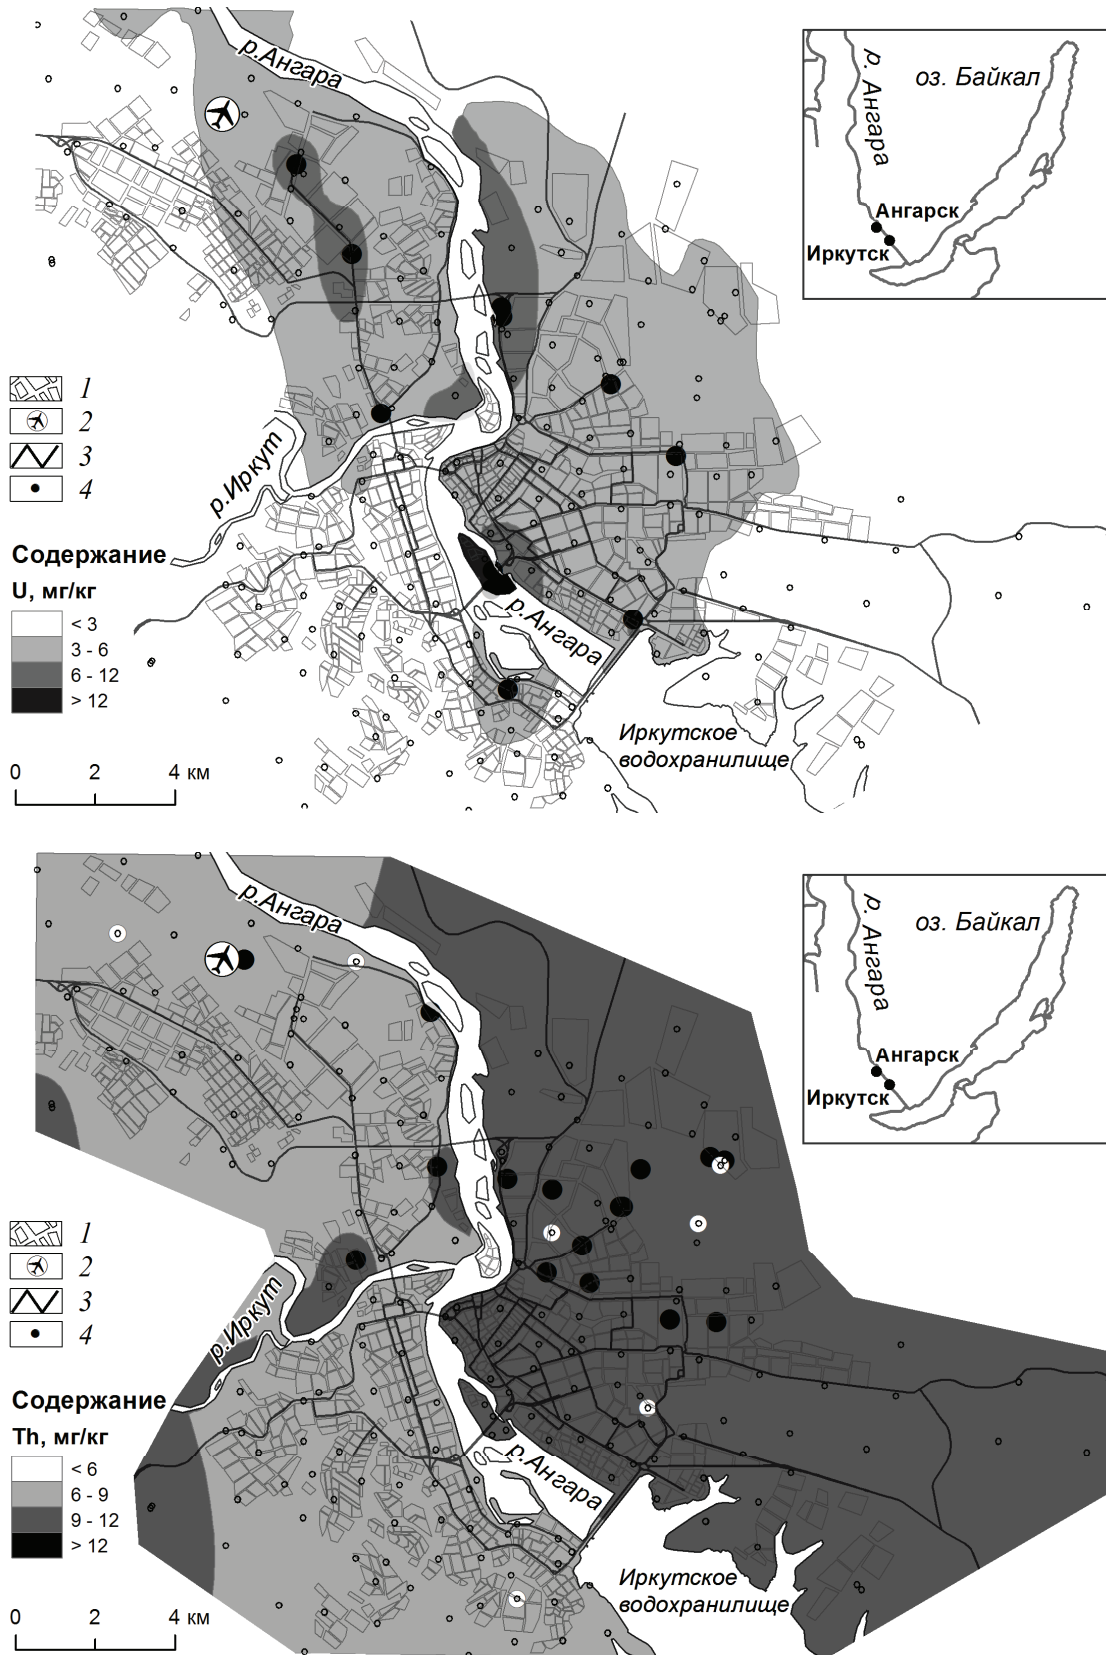 р.Ангара
р. Ангара
оз. Байкал
Ангарск
Иркутск
1
2
3
4
р.Иркут
Содержание
U, мг/кг
< 3
3 - 6
6 - 12
> 12
р.Ангара
Иркутское
водохранилище
0 2 4 км
р.Ангара
р. Ангара
оз. Байкал
Ангарск
Иркутск
1
2
3
4
р.Иркут
Содержание
Th, мг/кг
< 6
6 - 9
9 - 12
> 12
р.Ангара
Иркутское
водохранилище
0 2 4 км